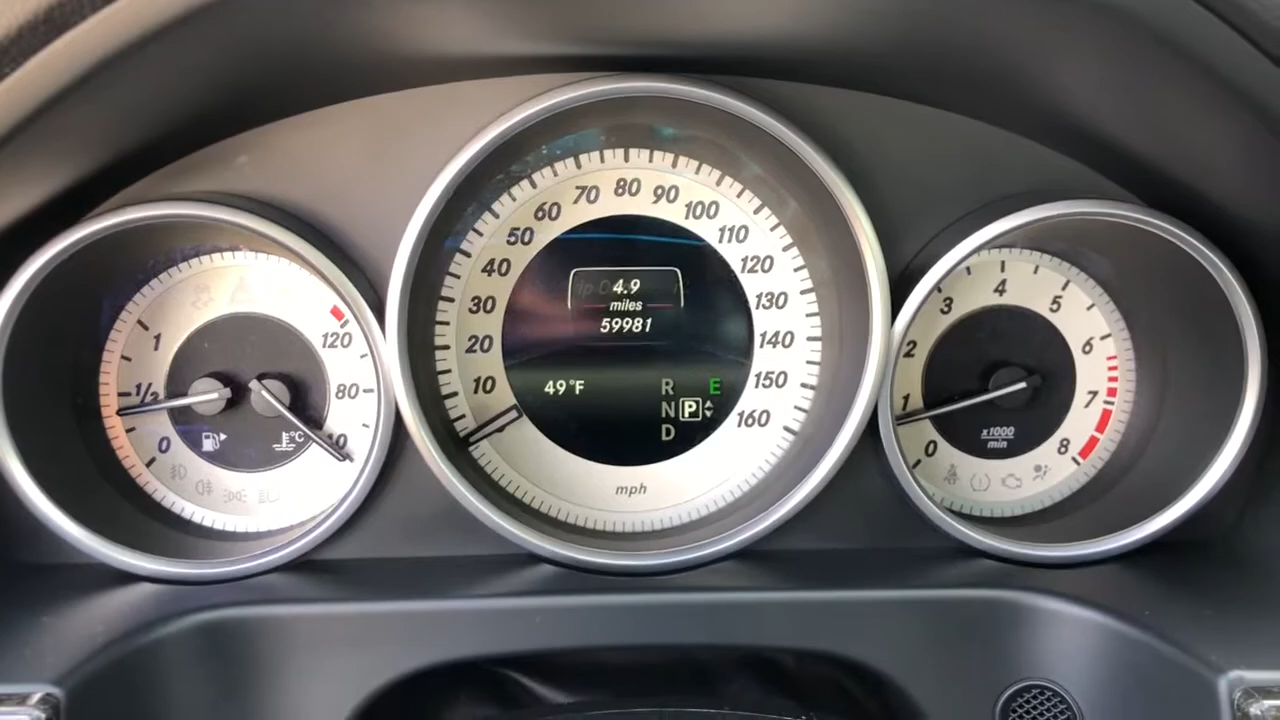 1
1/2
0
°C
120
80
10 20 30 40 50 60 70 80 90 100 110 120 130 140 150 160
mph
4.9
miles
59981
49°F
R E
N P
D
0 1 2 3 4 5 6 7 8
x1000
min